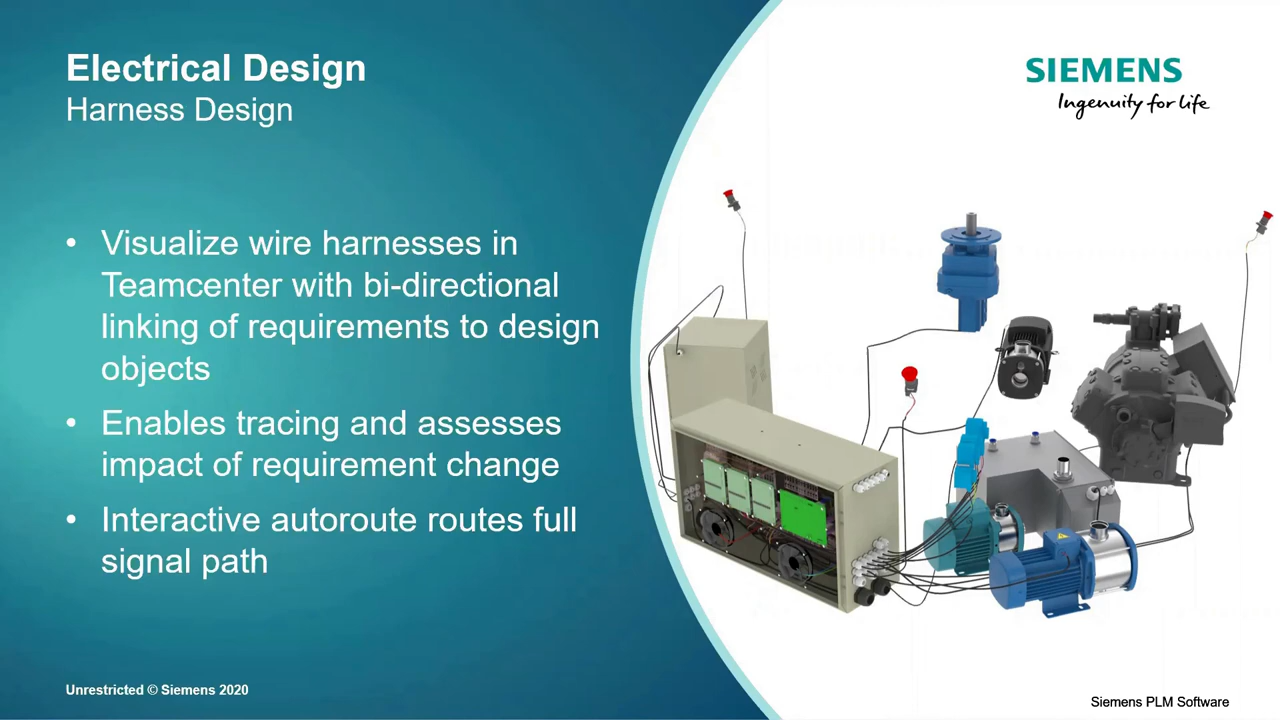 Electrical Design
Harness Design
SIEMENS
Ingenuity for life
• Visualize wire harnesses in
Teamcenter with bi-directional
linking of requirements to design
objects
• Enables tracing and assesses
impact of requirement change
• Interactive autoroute routes full
signal path
Unrestricted © Siemens 2020
Siemens PLM Software